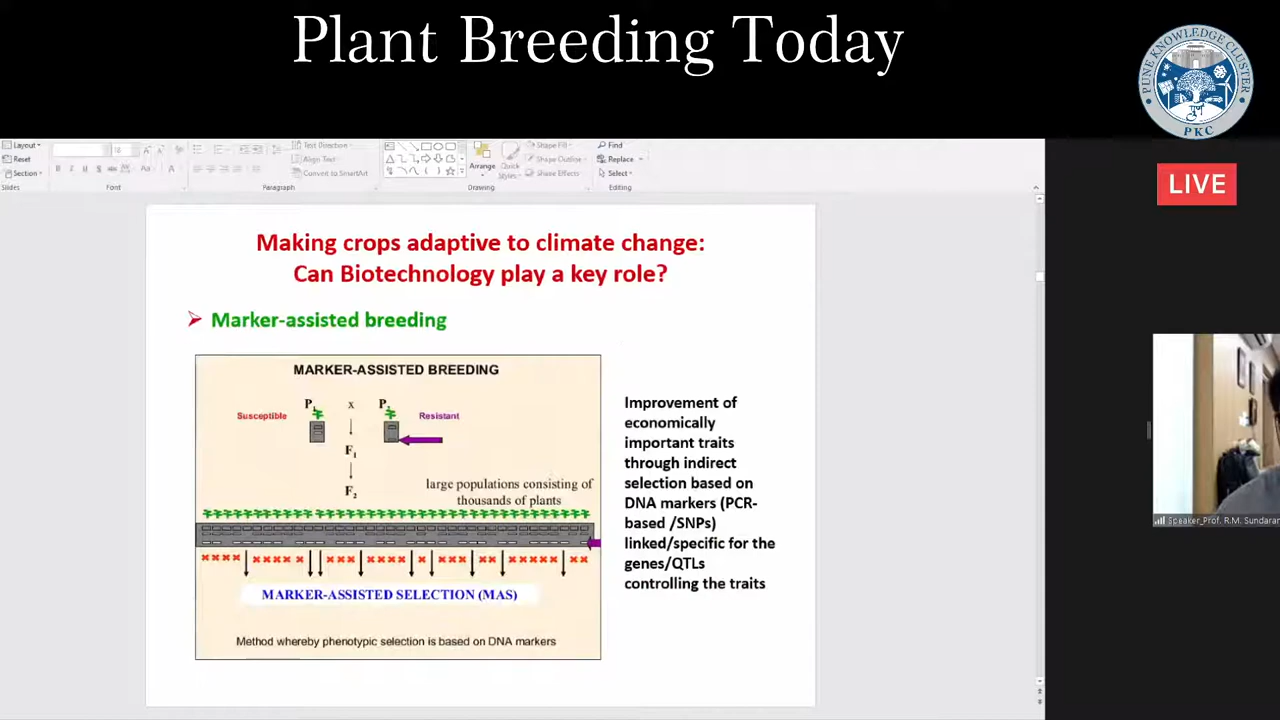 Plant Breeding Today
PUNE KNOWLEDGE CLUSTER
PKC
LIVE
Layout
Reset
Section
Slides
Font
Text Direction
Align Text
Convert to SmartArt
Paragraph
Arrange
Quick
Styles
Shape Fill
Shape Outline
Shape Effects
Drawing
Find
Replace
Select
Editing
Making crops adaptive to climate change:
Can Biotechnology play a key role?
Marker-assisted breeding
MARKER-ASSISTED BREEDING
Susceptible P1 x P2 Resistant
F1
F2
large populations consisting of
thousands of plants
MARKER-ASSISTED SELECTION (MAS)
Method whereby phenotypic selection is based on DNA markers
Improvement of
economically
important traits
through indirect
selection based on
DNA markers (PCR-
based /SNPs)
linked/specific for the
genes/QTLs
controlling the traits
Speaker_Prof. R.M. Sundaran